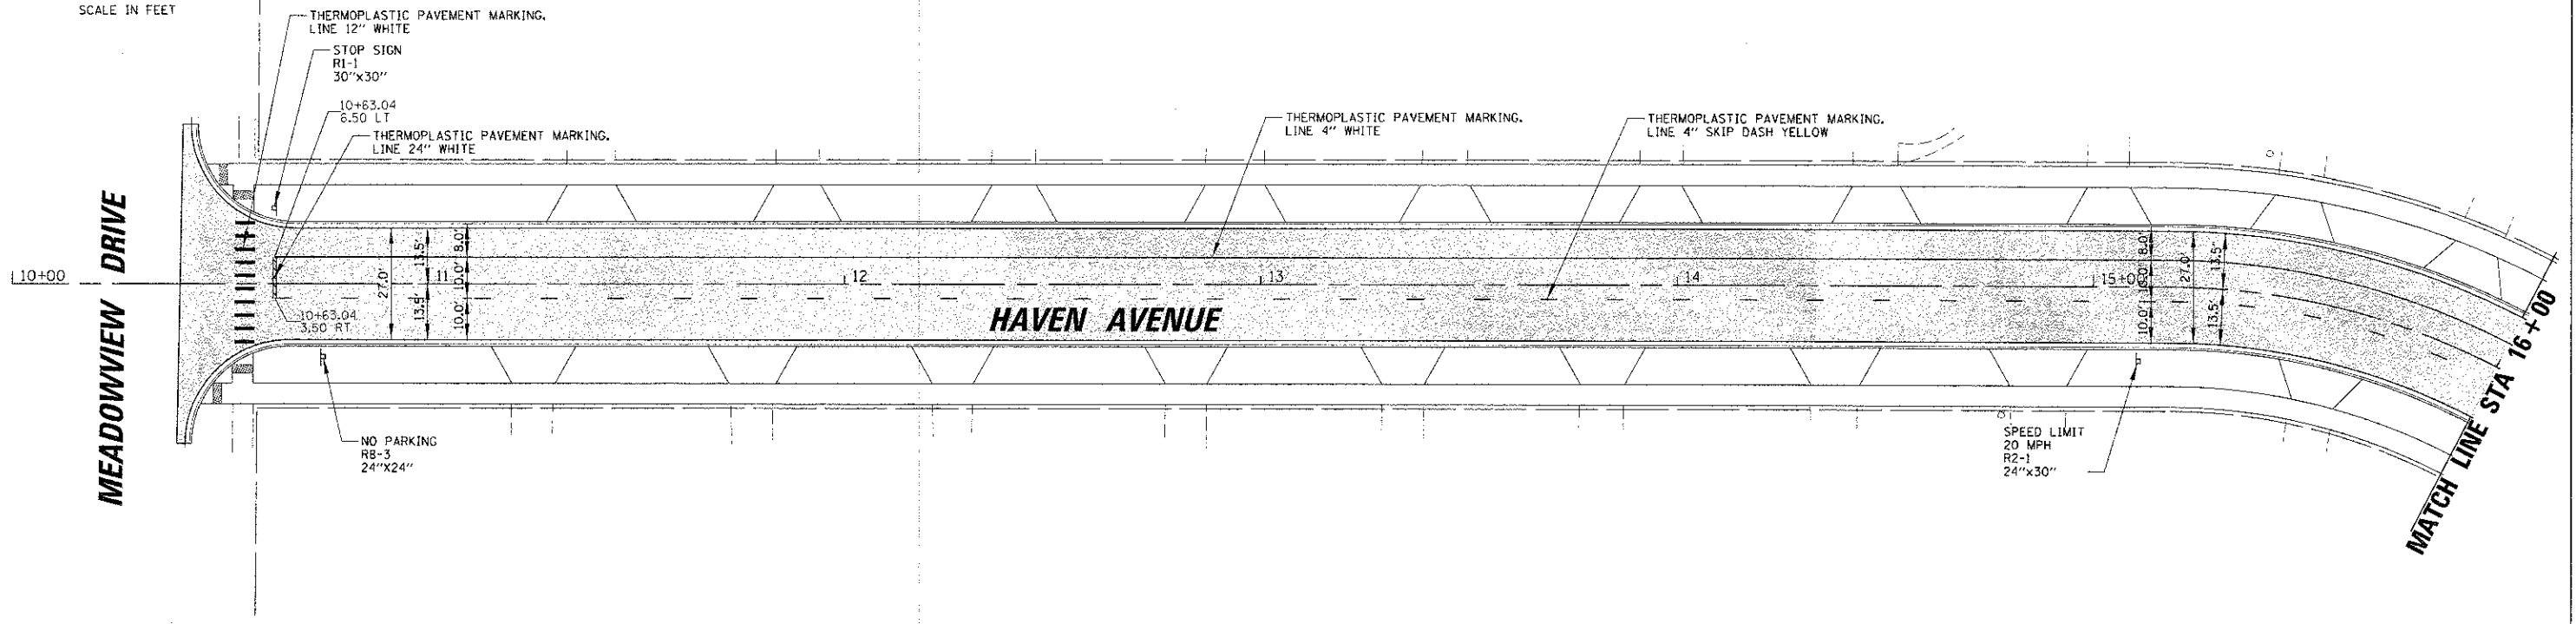 SCALE IN FEET
THERMOPLASTIC PAVEMENT MARKING,
LINE 12" WHITE
STOP SIGN
R1-1
30"x30"
10+63.04
6.50 LT
THERMOPLASTIC PAVEMENT MARKING,
LINE 24" WHITE
THERMOPLASTIC PAVEMENT MARKING,
LINE 4" WHITE
THERMOPLASTIC PAVEMENT MARKING,
LINE 4" SKIP DASH YELLOW
MEADOWVIEW DRIVE
10+00
27.0'
13.5'
13.5'
8.0'
10.0'
10.0'
11
12
13
14
15+00
8.0'
10.0'
10.0'
27.0'
13.5'
13.5'
10+63.04
3.50 RT
HAVEN AVENUE
NO PARKING
R8-3
24"X24"
SPEED LIMIT
20 MPH
R2-1
24"x30"
MATCH LINE STA 16+00